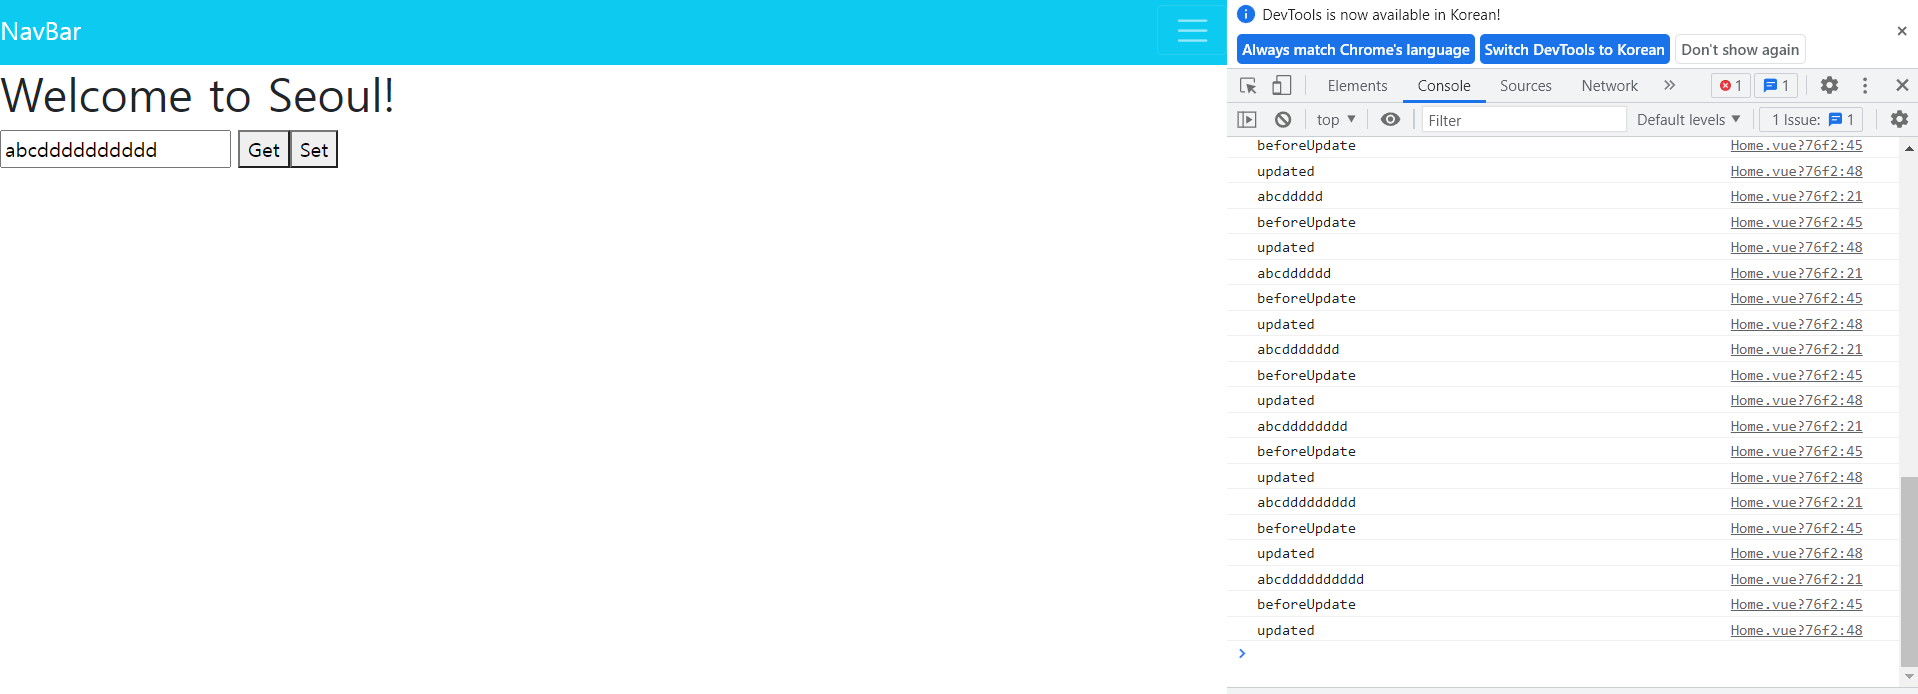 NavBar
Welcome to Seoul!
abcdddddddddd
Get Set
DevTools is now available in Korean!
Always match Chrome's language Switch DevTools to Korean Don't show again
Elements Console Sources Network 1 1
top Filter Default levels 1 Issue: 1
beforeUpdate Home.vue?76f2:45
updated Home.vue?76f2:48
abcddddd Home.vue?76f2:21
beforeUpdate Home.vue?76f2:45
updated Home.vue?76f2:48
abcdddddd Home.vue?76f2:21
beforeUpdate Home.vue?76f2:45
updated Home.vue?76f2:48
abcddddddd Home.vue?76f2:21
beforeUpdate Home.vue?76f2:45
updated Home.vue?76f2:48
abcdddddddd Home.vue?76f2:21
beforeUpdate Home.vue?76f2:45
updated Home.vue?76f2:48
abcddddddddd Home.vue?76f2:21
beforeUpdate Home.vue?76f2:45
updated Home.vue?76f2:48
abcdddddddddd Home.vue?76f2:21
beforeUpdate Home.vue?76f2:45
updated Home.vue?76f2:48